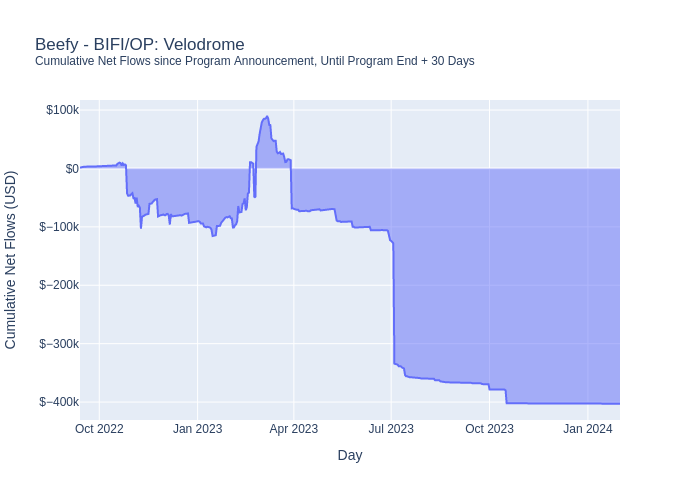 Beefy - BIFI/OP: Velodrome
Cumulative Net Flows since Program Announcement, Until Program End + 30 Days
Cumulative Net Flows (USD)
$100k
$0
$−100k
$−200k
$−300k
$−400k
Oct 2022
Jan 2023
Apr 2023
Jul 2023
Oct 2023
Jan 2024
Day